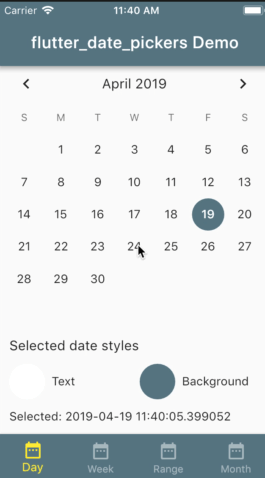 Carrier 11:40 AM
flutter_date_pickers Demo
April 2019
S M T W T F S
1 2 3 4 5 6
7 8 9 10 11 12 13
14 15 16 17 18 19 20
21 22 23 24 25 26 27
28 29 30
Selected date styles
Text Background
Selected: 2019-04-19 11:40:05.399052
Day Week Range Month